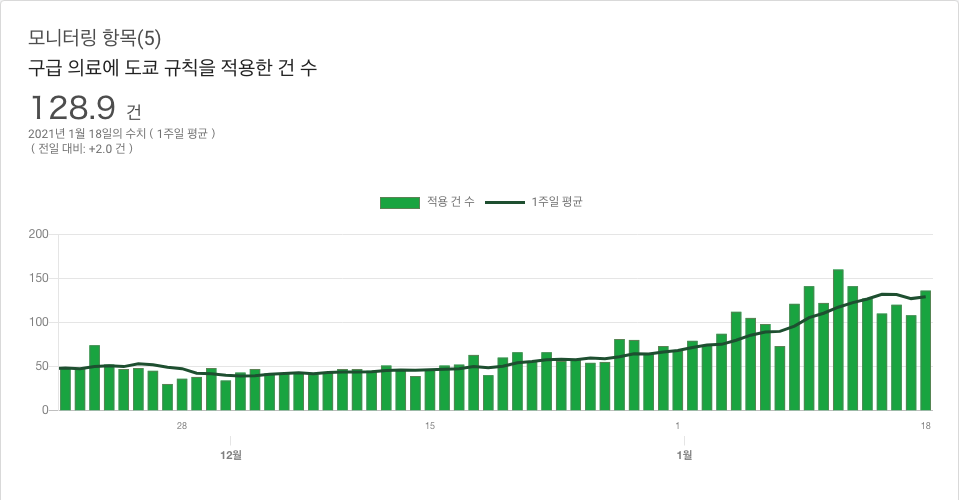 모니터링 항목(5)
구급 의료에 도쿄 규칙을 적용한 건 수
128.9 건
2021년 1월 18일의 수치 ( 1주일 평균 )
( 전일 대비: +2.0 건 )
적용 건 수 1주일 평균
200
150
100
50
0
28 15 1 18
12월 1월